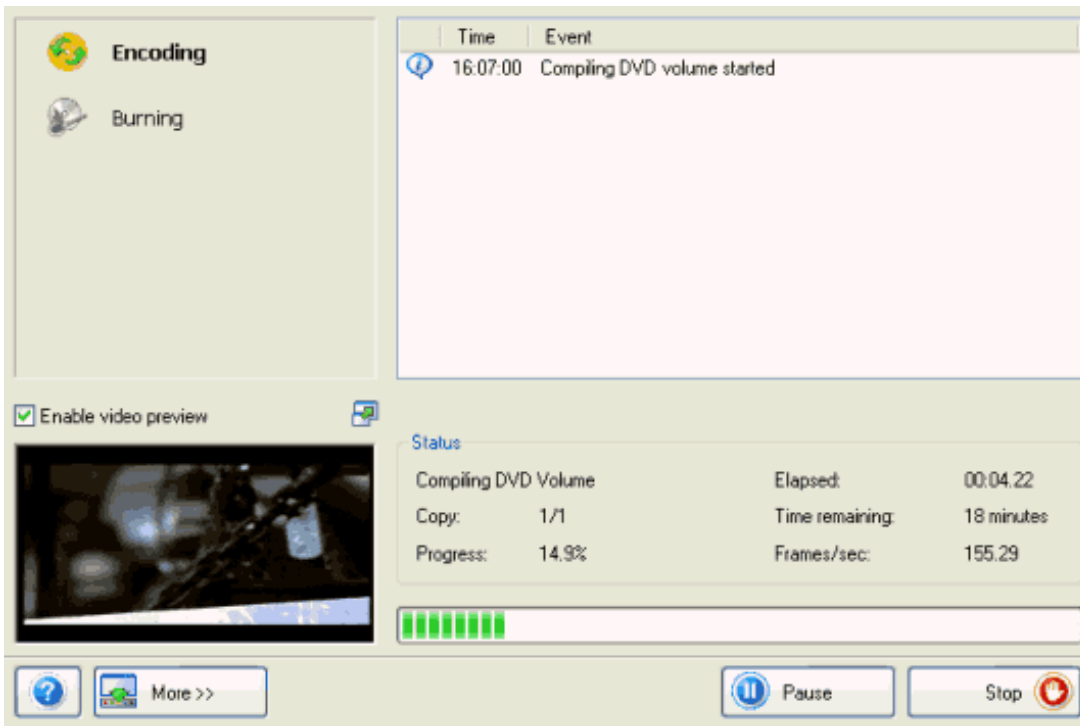 Encoding
Burning
Time Event
16:07:00 Compiling DVD volume started
Enable video preview
Status
Compiling DVD Volume Elapsed: 00:04.22
Copy: 1/1 Time remaining: 18 minutes
Progress: 14.9% Frames/sec: 155.29
More >> Pause Stop